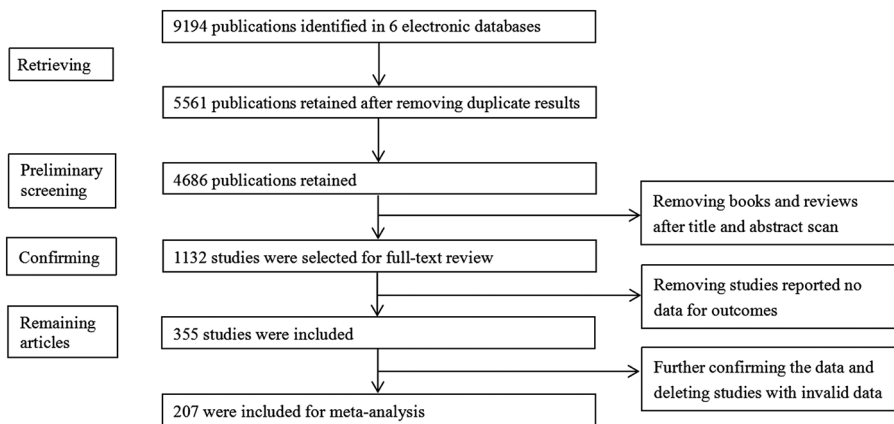 9194 publications identified in 6 electronic databases
Retrieving
5561 publications retained after removing duplicate results
Preliminary
screening
4686 publications retained
Removing books and reviews
after title and abstract scan
Confirming
1132 studies were selected for full-text review
Removing studies reported no
data for outcomes
Remaining
articles
355 studies were included
Further confirming the data and
deleting studies with invalid data
207 were included for meta-analysis